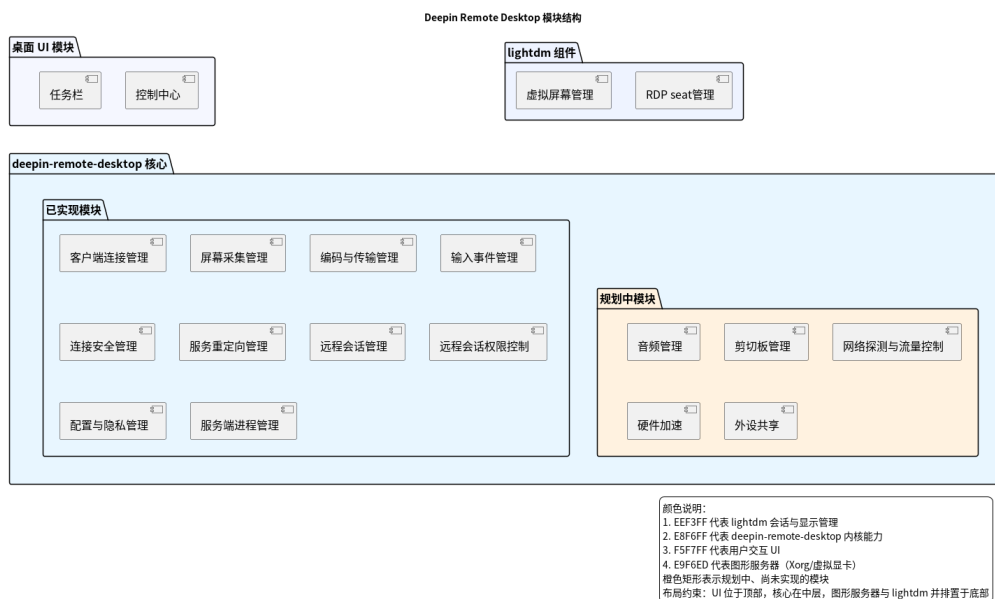 Deepin Remote Desktop 模块结构
桌面 UI 模块
任务栏
控制中心
lightdm 组件
虚拟屏幕管理
RDP seat管理
deepin-remote-desktop 核心
已实现模块
客户端连接管理
屏幕采集管理
编码与传输管理
输入事件管理
连接安全管理
服务重定向管理
远程会话管理
远程会话权限控制
配置与隐私管理
服务端进程管理
规划中模块
音频管理
剪切板管理
网络探测与流量控制
硬件加速
外设共享
颜色说明：
1. EEF3FF 代表 lightdm 会话与显示管理
2. E8F6FF 代表 deepin-remote-desktop 内核能力
3. F5F7FF 代表用户交互 UI
4. E9F6ED 代表图形服务器（Xorg/虚拟显卡）
橙色矩形表示规划中、尚未实现的模块
布局约束：UI 位于顶部，核心在中层，图形服务器与 lightdm 并排置于底部